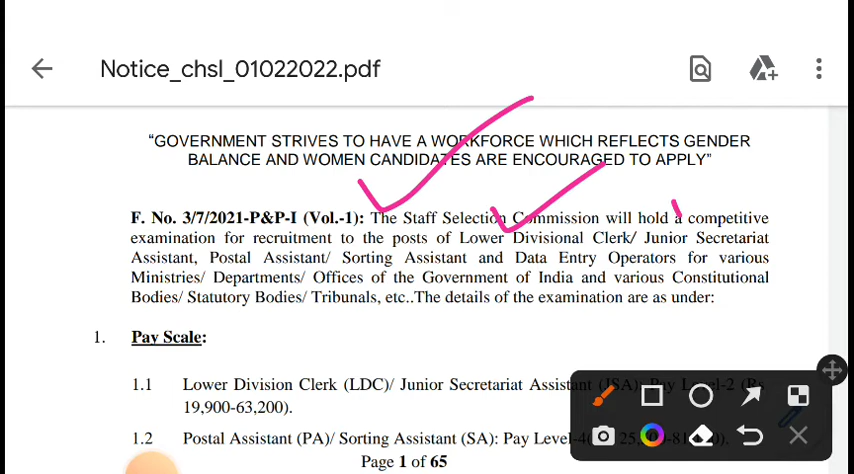 Notice_chsl_01022022.pdf
"GOVERNMENT STRIVES TO HAVE A WORKFORCE WHICH REFLECTS GENDER
BALANCE AND WOMEN CANDIDATES ARE ENCOURAGED TO APPLY"
F. No. 3/7/2021-P&P-I (Vol.-1): The Staff Selection Commission will hold a competitive
examination for recruitment to the posts of Lower Divisional Clerk/ Junior Secretariat
Assistant, Postal Assistant/ Sorting Assistant and Data Entry Operators for various
Ministries/ Departments/ Offices of the Government of India and various Constitutional
Bodies/ Statutory Bodies/ Tribunals, etc..The details of the examination are as under:
1. Pay Scale:
1.1 Lower Division Clerk (LDC)/ Junior Secretariat Assistant (JSA): Pay Level-2 (Rs.
19,900-63,200).
1.2 Postal Assistant (PA)/ Sorting Assistant (SA): Pay Level-4
Page 1 of 65